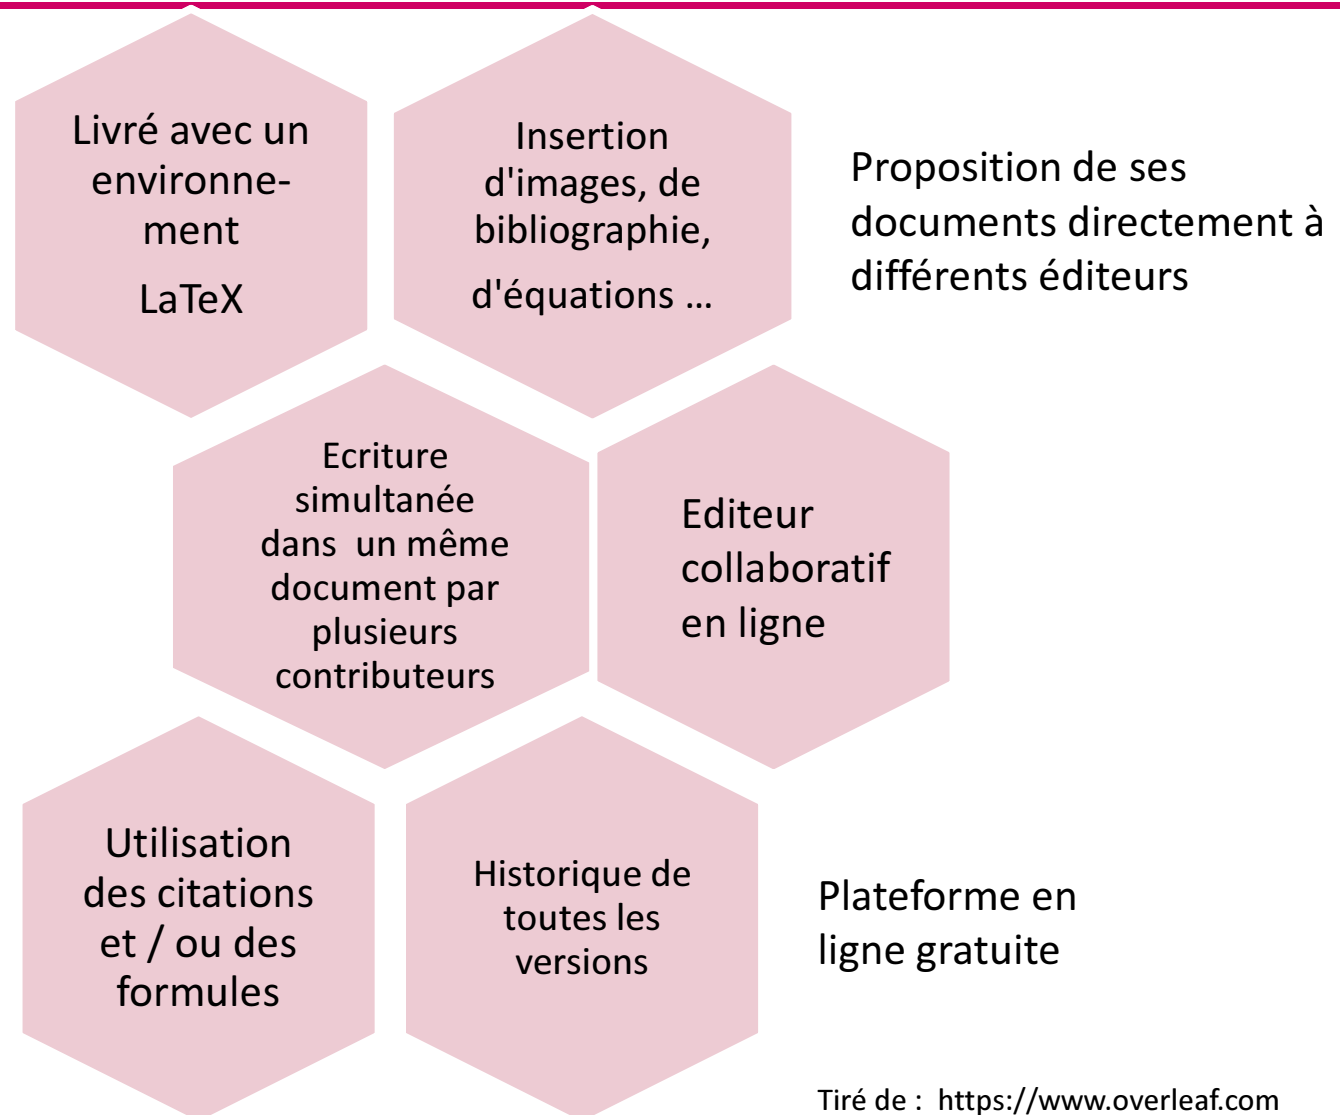 Livré avec un
environne-
ment
LaTeX
Insertion
d'images, de
bibliographie,
d'équations ...
Proposition de ses
documents directement à
différents éditeurs
Ecriture
simultanée
dans  un même
document par
plusieurs
contributeurs
Editeur
collaboratif
en ligne
Utilisation
des citations
et / ou des
formules
Historique de
toutes les
versions
Plateforme en
ligne gratuite
Tiré de :  https://www.overleaf.com